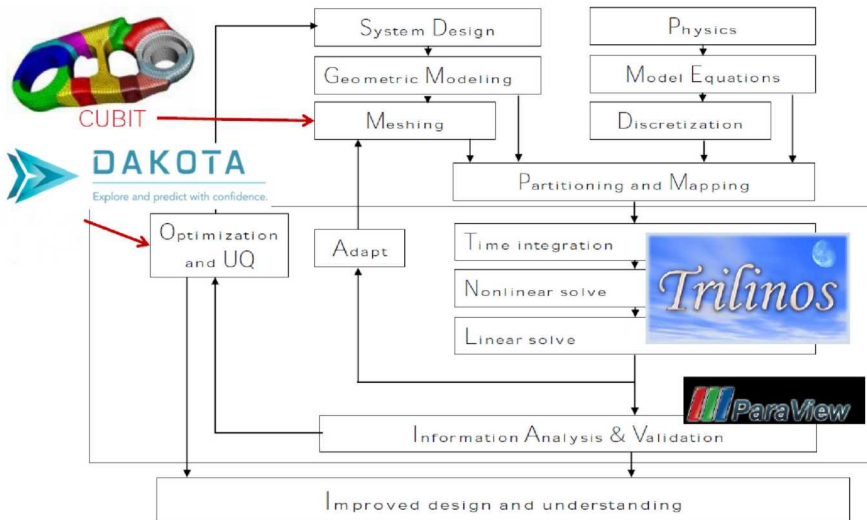 System Design
Physics
Geometric Modeling
Model Equations
CUBIT
Meshing
Discretization
DAKOTA
Explore and predict with confidence.
Partitioning and Mapping
Optimization
and UQ
Adapt
Time integration
Trilinos
Nonlinear solve
Linear solve
ParaView
Information Analysis & Validation
Improved design and understanding